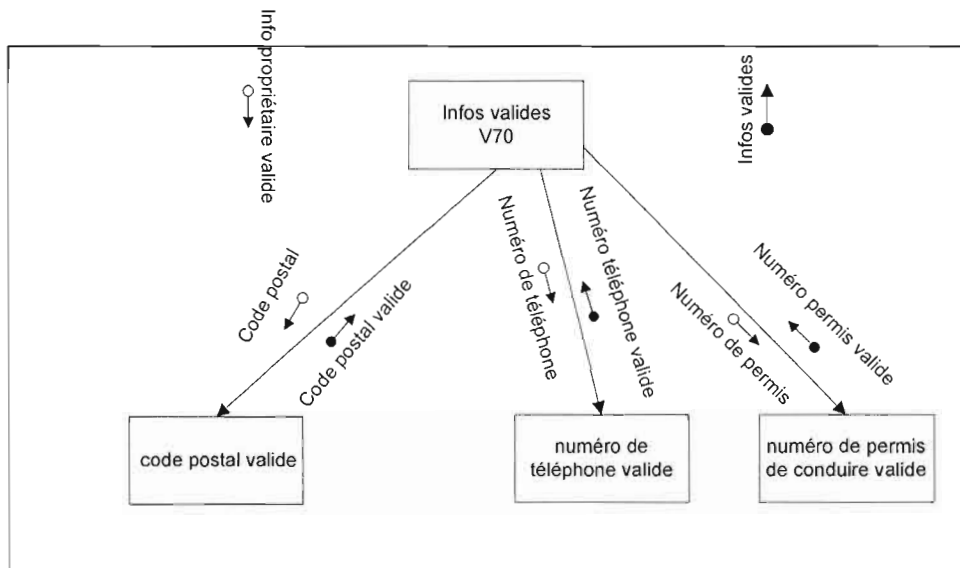 Info propriétaire valide
Infos valides
V70
Infos valides
Code postal
Code postal valide
Numéro de téléphone
Numéro téléphone valide
Numéro de permis
Numéro permis valide
code postal valide
numéro de
téléphone valide
numéro de permis
de conduire valide